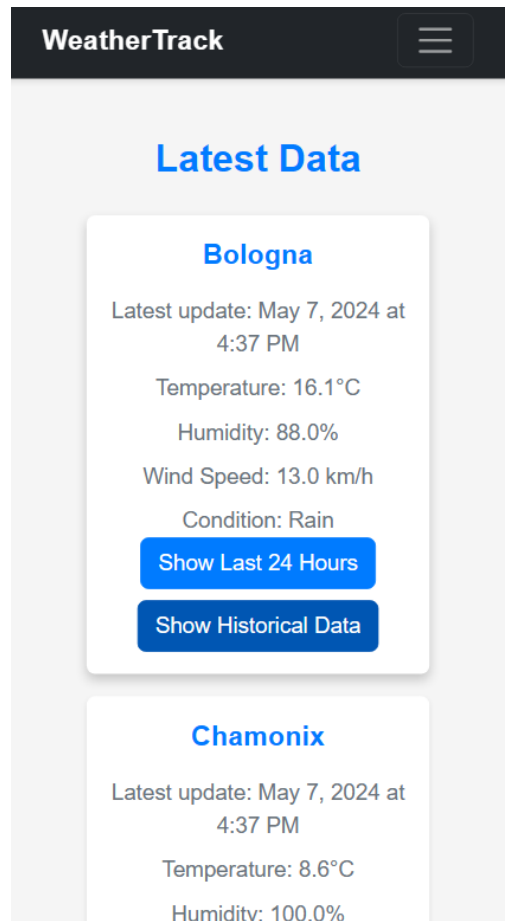 WeatherTrack
Latest Data
Bologna
Latest update: May 7, 2024 at
4:37 PM
Temperature: 16.1°C
Humidity: 88.0%
Wind Speed: 13.0 km/h
Condition: Rain
Show Last 24 Hours
Show Historical Data
Chamonix
Latest update: May 7, 2024 at
4:37 PM
Temperature: 8.6°C
Humidity: 100.0%